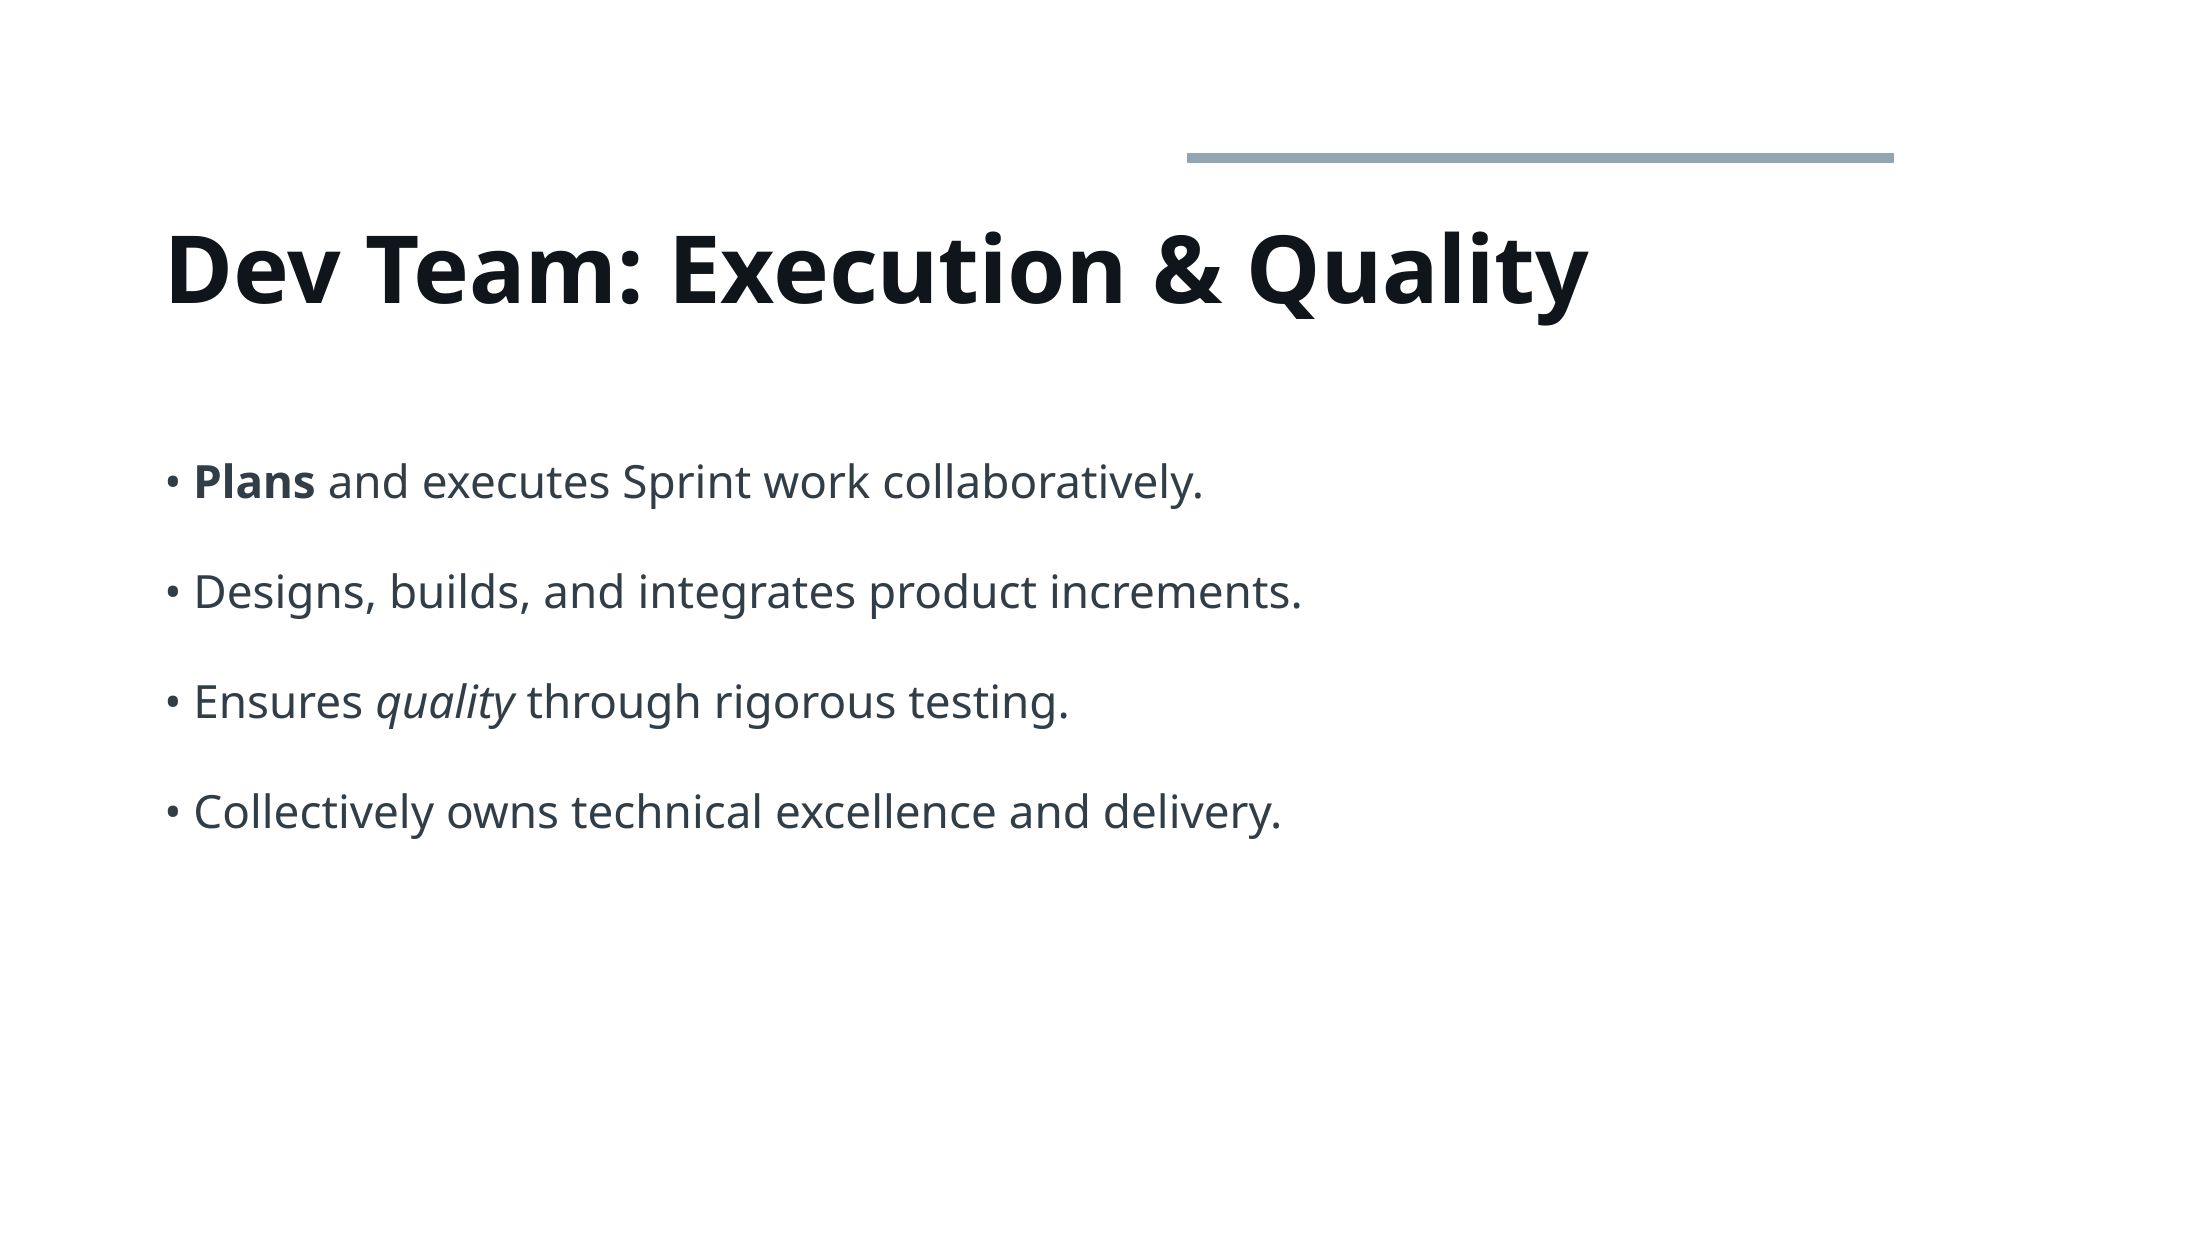 Dev Team: Execution & Quality
• Plans and executes Sprint work collaboratively.
• Designs, builds, and integrates product increments.
• Ensures quality through rigorous testing.
• Collectively owns technical excellence and delivery.